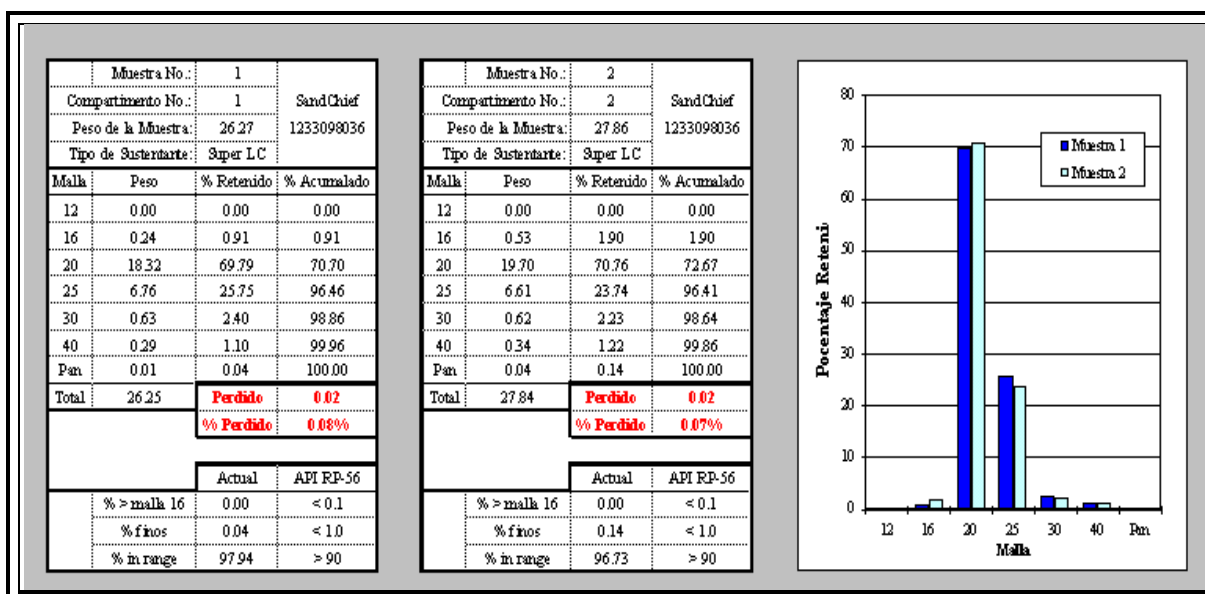 Muestra No.: 1
Compartimento No.: 1 SandChief
Peso de la Muestra: 26.27 1233098036
Tipo de Sustentante: Super LC
Malla Peso % Retenido % Acumalado
12 0.00 0.00 0.00
16 0.24 0.91 0.91
20 18.32 69.79 70.70
25 6.76 25.75 96.46
30 0.63 2.40 98.86
40 0.29 1.10 99.96
Pan 0.01 0.04 100.00
Total 26.25 Perdido 0.02
% Perdido 0.08%
Actual API RP-56
% > malla 16 0.00 < 0.1
% finos 0.04 < 1.0
% in range 97.94 > 90
Muestra No.: 2
Compartimento No.: 2 SandChief
Peso de la Muestra: 27.86 1233098036
Tipo de Sustentante: Super LC
Malla Peso % Retenido % Acumalado
12 0.00 0.00 0.00
16 0.53 1.90 1.90
20 19.70 70.76 72.67
25 6.61 23.74 96.41
30 0.62 2.23 98.64
40 0.34 1.22 99.86
Pan 0.04 0.14 100.00
Total 27.84 Perdido 0.02
% Perdido 0.07%
Actual API RP-56
% > malla 16 0.00 < 0.1
% finos 0.14 < 1.0
% in range 96.73 > 90
80
70
60
50
40
30
20
10
0
Pocentaje Reteni
Muestra 1
Muestra 2
12 16 20 25 30 40 Pan
Malla